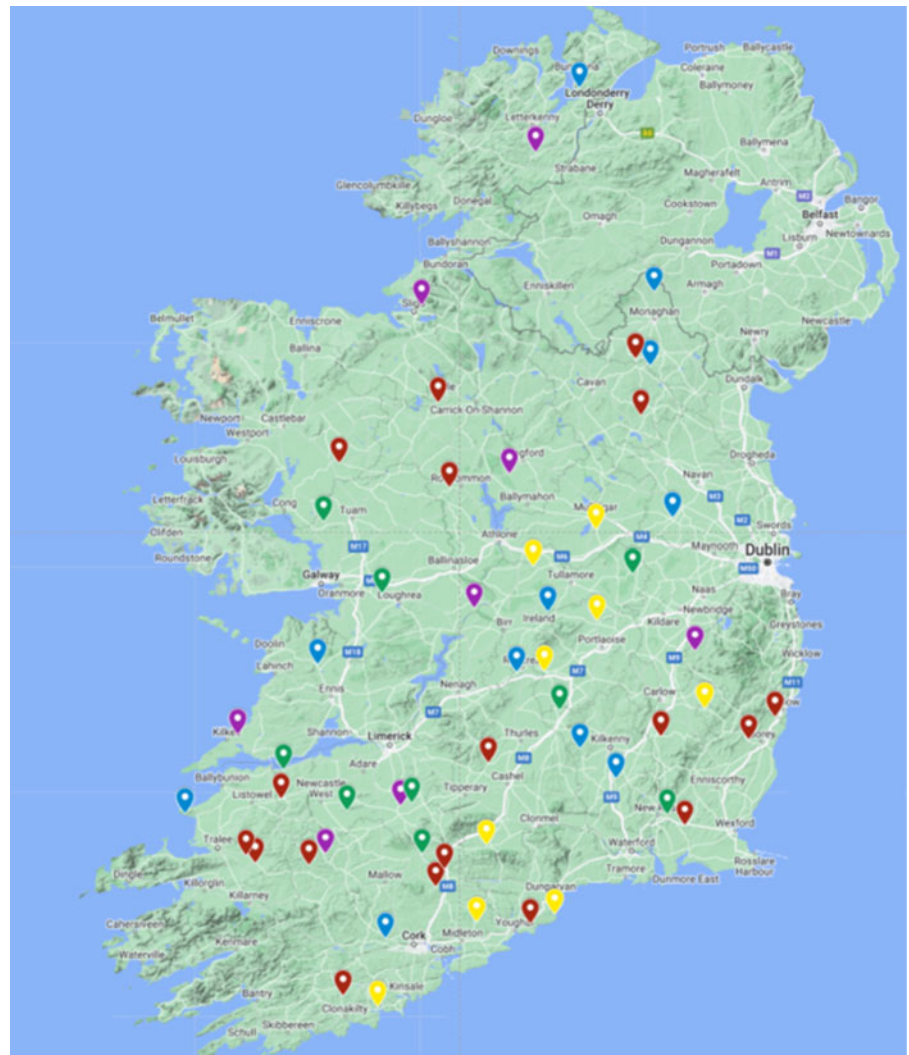 Downings
Portrush
Ballycastle
Coleraine
Londonderry
Derry
Ballymoney
Dungloe
Letterkenny
Ballymena
Strabane
Magherafelt
Glencolumbkille
Antrim
M2
Killybegs
Donegal
Cookstown
Belfast
Bangor
Omagh
Lisburn
Newtownards
Ballyshannon
Dungannon
M1
Bundoran
Portadown
Enniskillen
Armagh
Belmullet
Enniscrone
Monaghan
Newcastle
Newry
Ballina
Cavan
Dundalk
Carrick On Shannon
Newport
Castlebar
Westport
Louisburgh
Drogheda
Letterfrack
Cong
Tuam
Ballymahon
Navan
M3
Clifden
Athlone
M2
Swords
M17
M4
Maynooth
Dublin
Roundstone
Ballinasloe
M6
M50
Galway
Tullamore
Oranmore
Loughrea
Naas
Bray
Birr
Ireland
Newbridge
Kildare
Greystones
Doolin
Portlaoise
Lahinch
M18
M9
Wicklow
M7
Ennis
Nenagh
Carlow
M11
M7
Shannon
Limerick
Thurles
Kilkenny
Adare
M8
Ballybunion
Cashel
Enniscorthy
Listowel
Newcastle
West
Tipperary
M9
Clonmel
Wexford
Tralee
Waterford
Rosslare
Harbour
Dingle
Mallow
Tramore
Dunmore East
Killorglin
M8
Dungarvan
Killarney
Cahersiveen
Cork
Midleton
Waterville
Kenmare
Cobh
Bantry
Kinsale
Clonakilty
Skibbereen
Schull